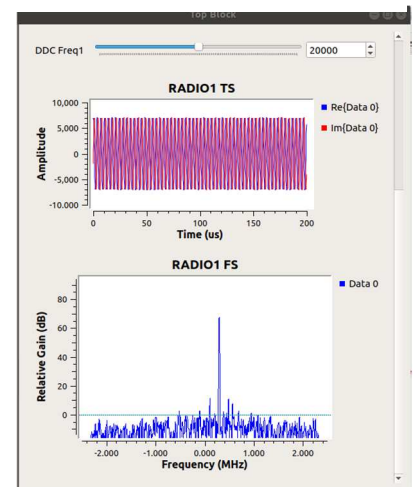 Top Block
DDC Freq1
20000
RADIO1 TS
10,000
5,000
0
-5,000
-10.000
Amplitude
0 50 100 150 200
Time (us)
Re{Data 0}
Im{Data 0}
RADIO1 FS
80
60
40
20
0
Relative Gain (dB)
-2.000 -1.000 0.000 1.000 2.000
Frequency (MHz)
Data 0